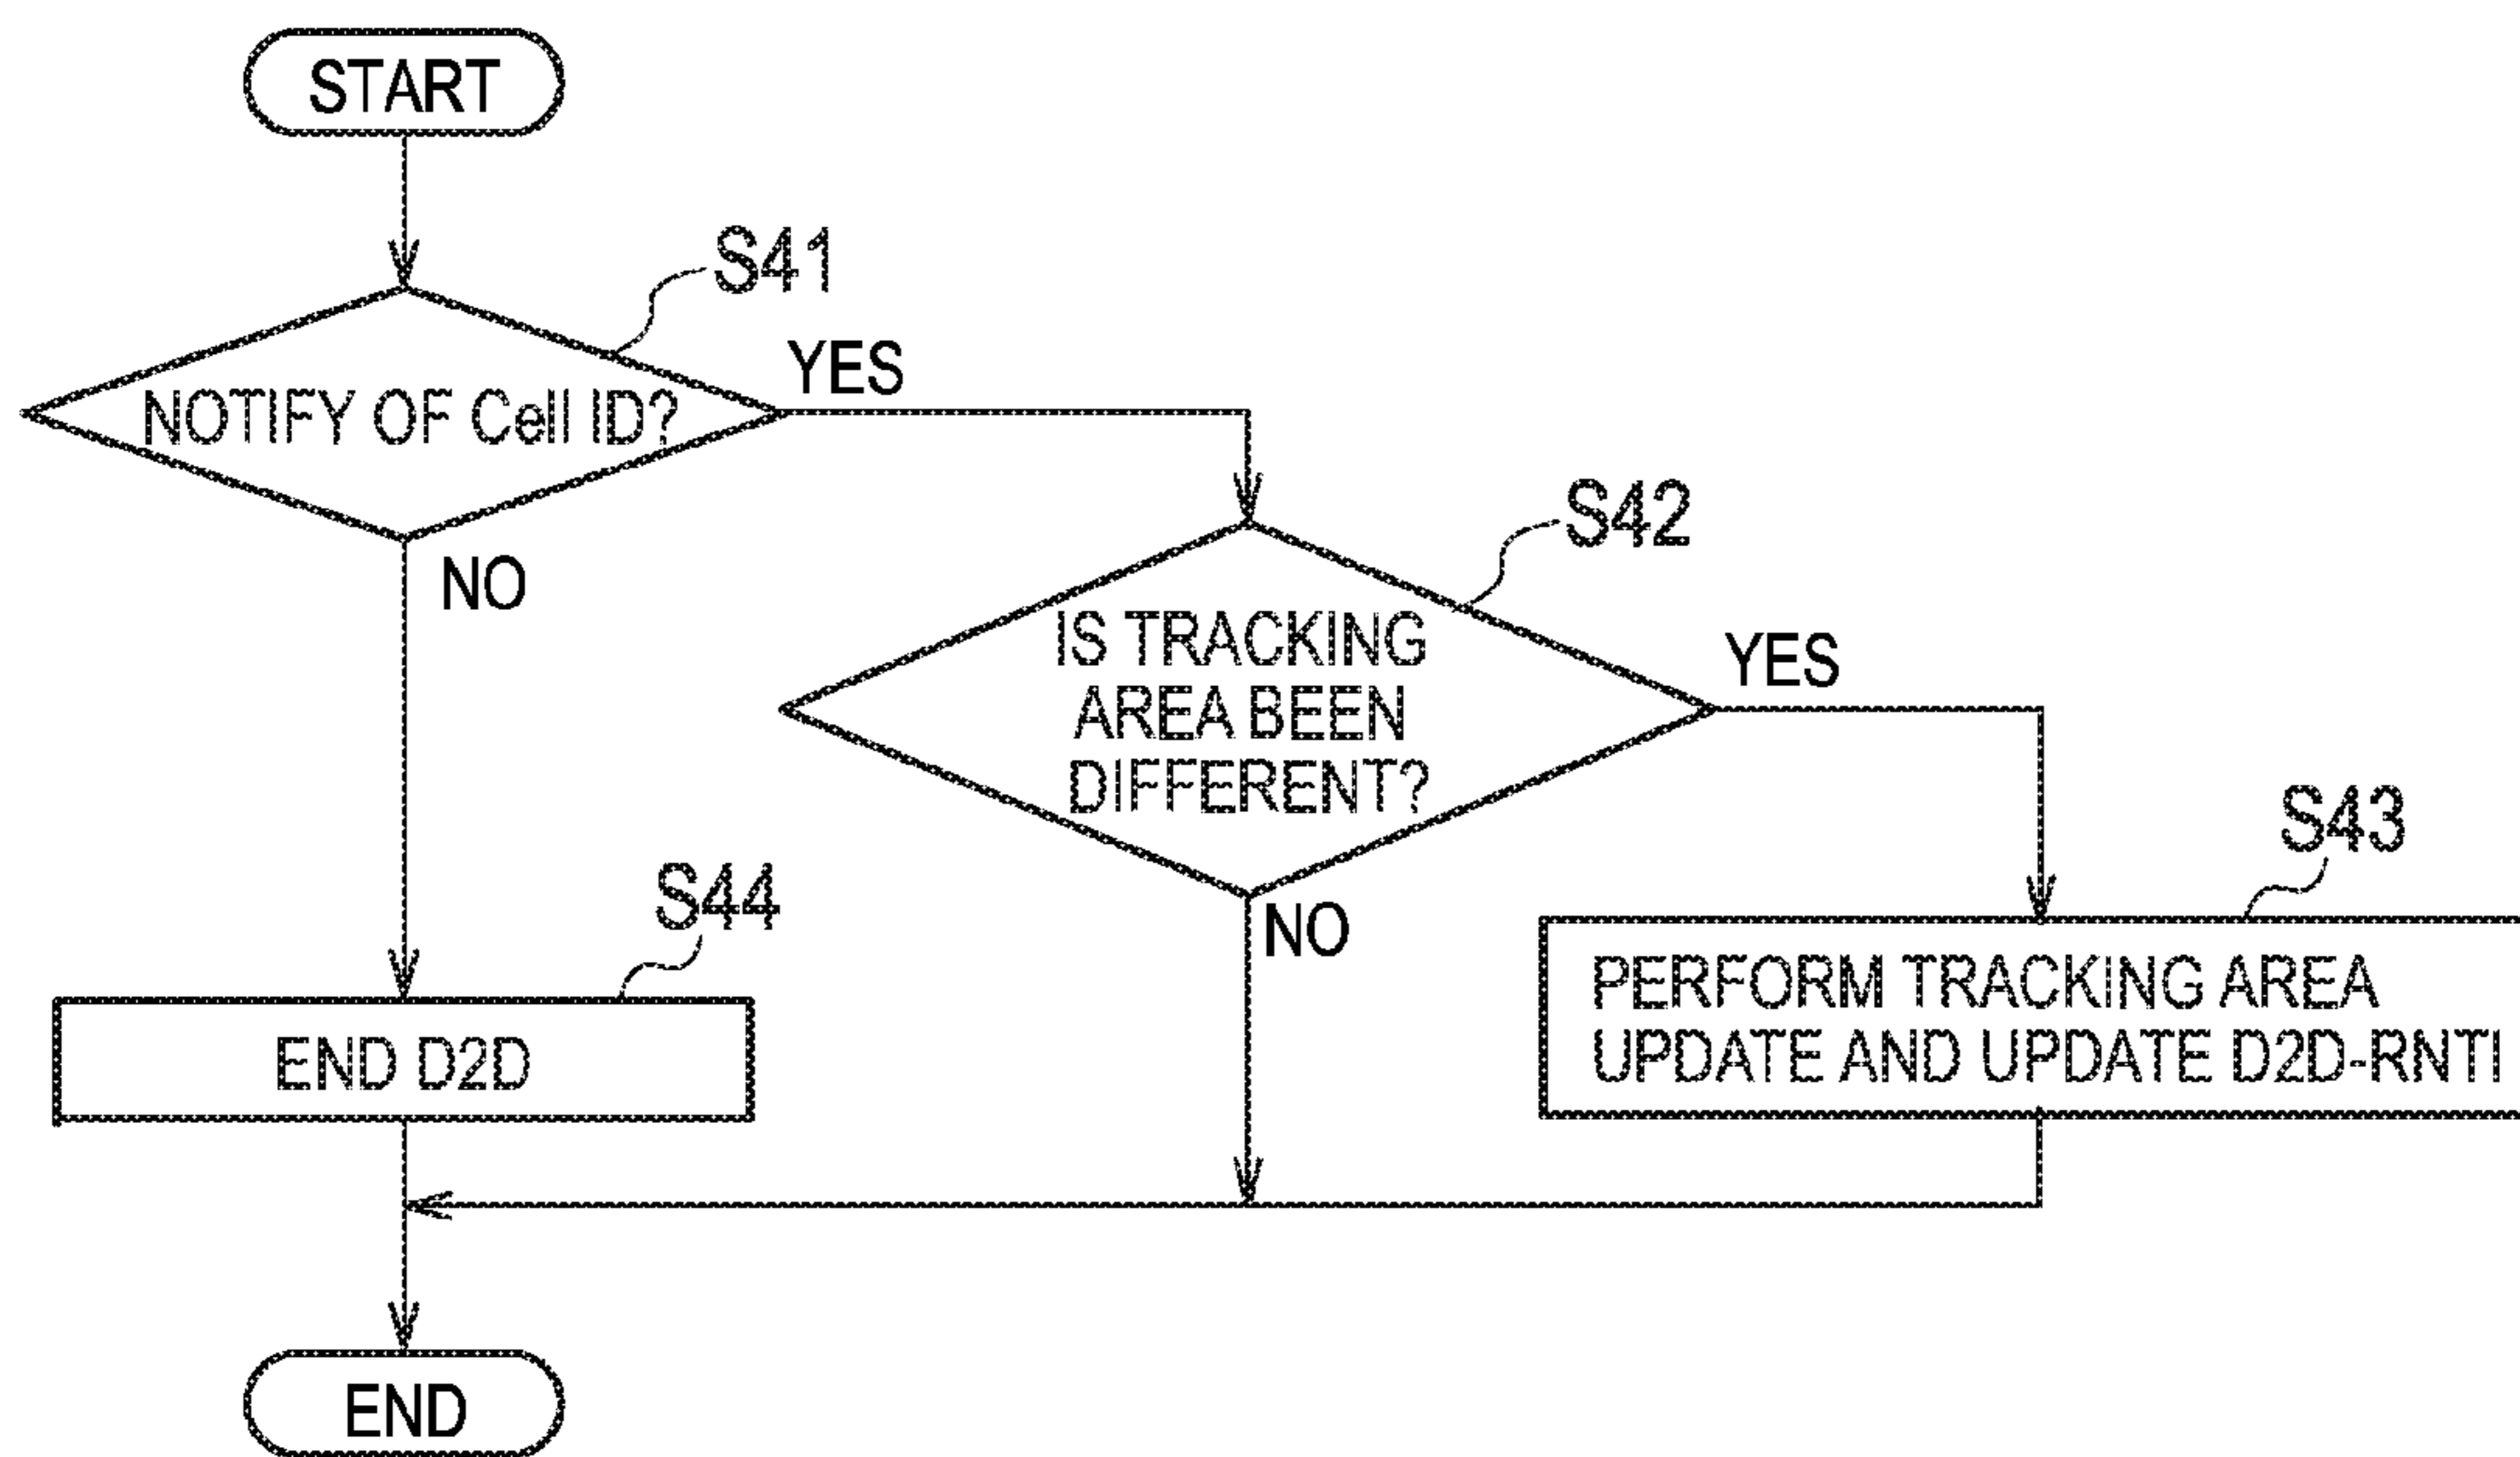 START
S41
YES
NOTIFY OF Cell ID?
NO
S42
IS TRACKING
AREA BEEN
DIFFERENT?
YES
NO
S43
PERFORM TRACKING AREA
UPDATE AND UPDATE D2D-RNTI
S44
END D2D
END